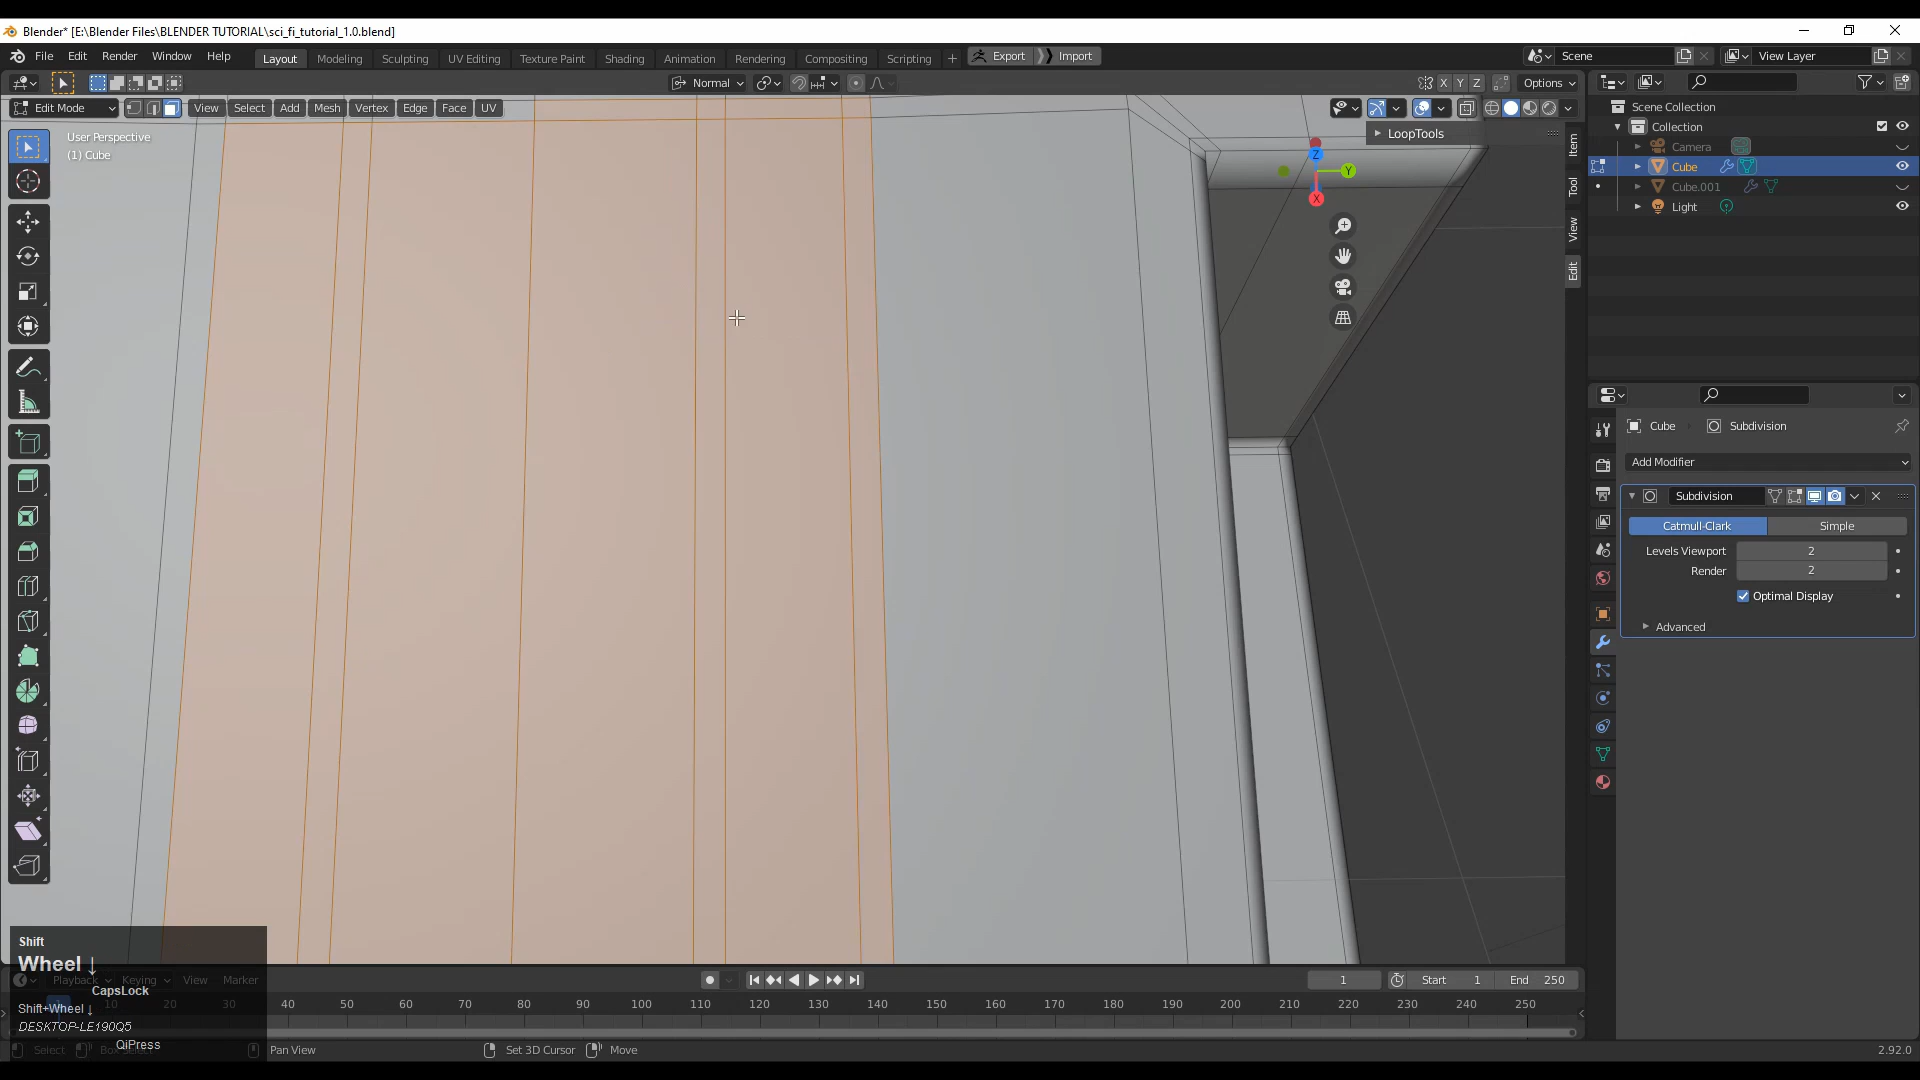 Blender* [E:\Blender Files\BLENDER TUTORIAL\sci_fi_tutorial_1.0.blend]
File Edit Render Window Help
Layout Modeling Sculpting UV Editing Texture Paint Shading Animation Rendering Compositing Scripting + Export Import
Scene
View Layer
Normal
X Y Z
Options
Edit Mode
View Select Add Mesh Vertex Edge Face UV
User Perspective
(1) Cube
LoopTools
Z
Y
X
Item
Tool
View
Edit
Scene Collection
Collection
Camera
Cube
Cube.001
Light
Cube
Subdivision
Add Modifier
Subdivision
Catmull-Clark
Simple
Levels Viewport 2
Render 2
Optimal Display
Advanced
Shift
Wheel ↓
CapsLock
Shift+Wheel ↓
DESKTOP-LE190Q5
QiPress
Playback Keying View Marker
1
Start 1
End 250
10 20 30 40 50 60 70 80 90 100 110 120 130 140 150 160 170 180 190 200 210 220 230 240 250
Select
Box Select
Pan View
Set 3D Cursor
Move
2.92.0